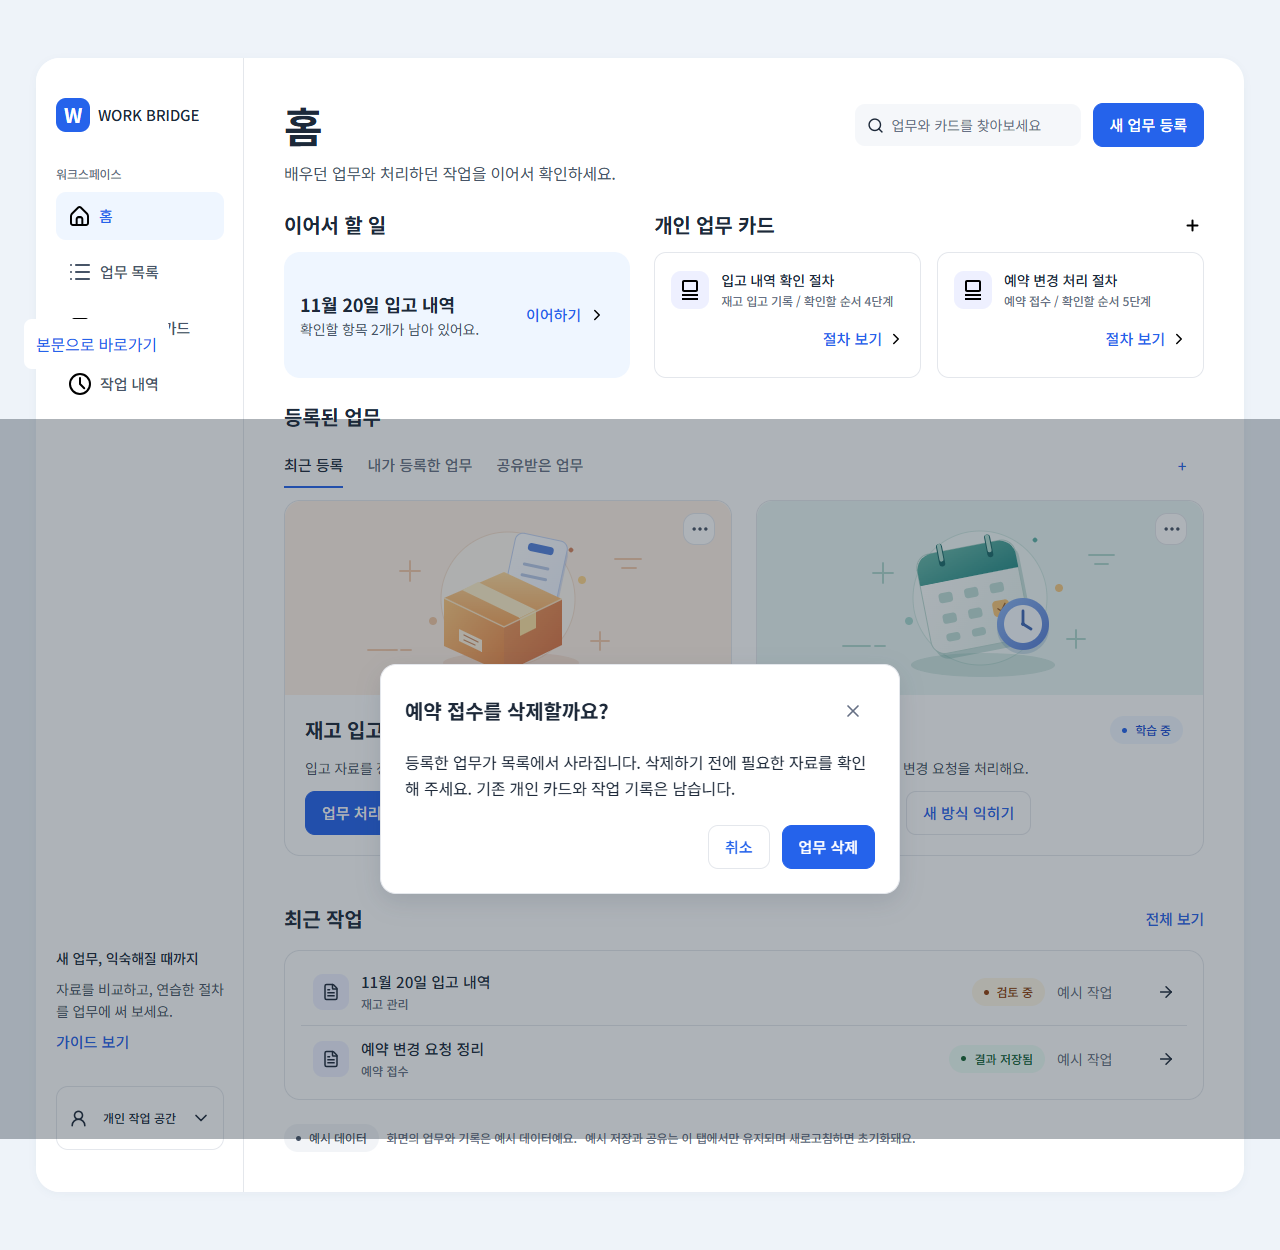 W WORK BRIDGE
워크스페이스
홈
업무 목록
카드
본문으로 바로가기
작업 내역
새 업무, 익숙해질 때까지
자료를 비교하고, 연습한 절차
를 업무에 써 보세요.
가이드 보기
개인 작업 공간
홈
업무와 카드를 찾아보세요
새 업무 등록
배우던 업무와 처리하던 작업을 이어서 확인하세요.
이어서 할 일
11월 20일 입고 내역
확인할 항목 2개가 남아 있어요.
이어하기
개인 업무 카드
+
입고 내역 확인 절차
재고 입고 기록 / 확인할 순서 4단계
절차 보기
예약 변경 처리 절차
예약 접수 / 확인할 순서 5단계
절차 보기
등록된 업무
최근 등록 내가 등록한 업무 공유받은 업무 +
재고 입고
입고 자료를
업무 처리
학습 중
변경 요청을 처리해요.
새 방식 익히기
예약 접수를 삭제할까요?
등록한 업무가 목록에서 사라집니다. 삭제하기 전에 필요한 자료를 확인
해 주세요. 기존 개인 카드와 작업 기록은 남습니다.
취소 업무 삭제
최근 작업 전체 보기
11월 20일 입고 내역
재고 관리
검토 중 예시 작업
예약 변경 요청 정리
예약 접수
결과 저장됨 예시 작업
예시 데이터 화면의 업무와 기록은 예시 데이터예요. 예시 저장과 공유는 이 탭에서만 유지되며 새로고침하면 초기화돼요.